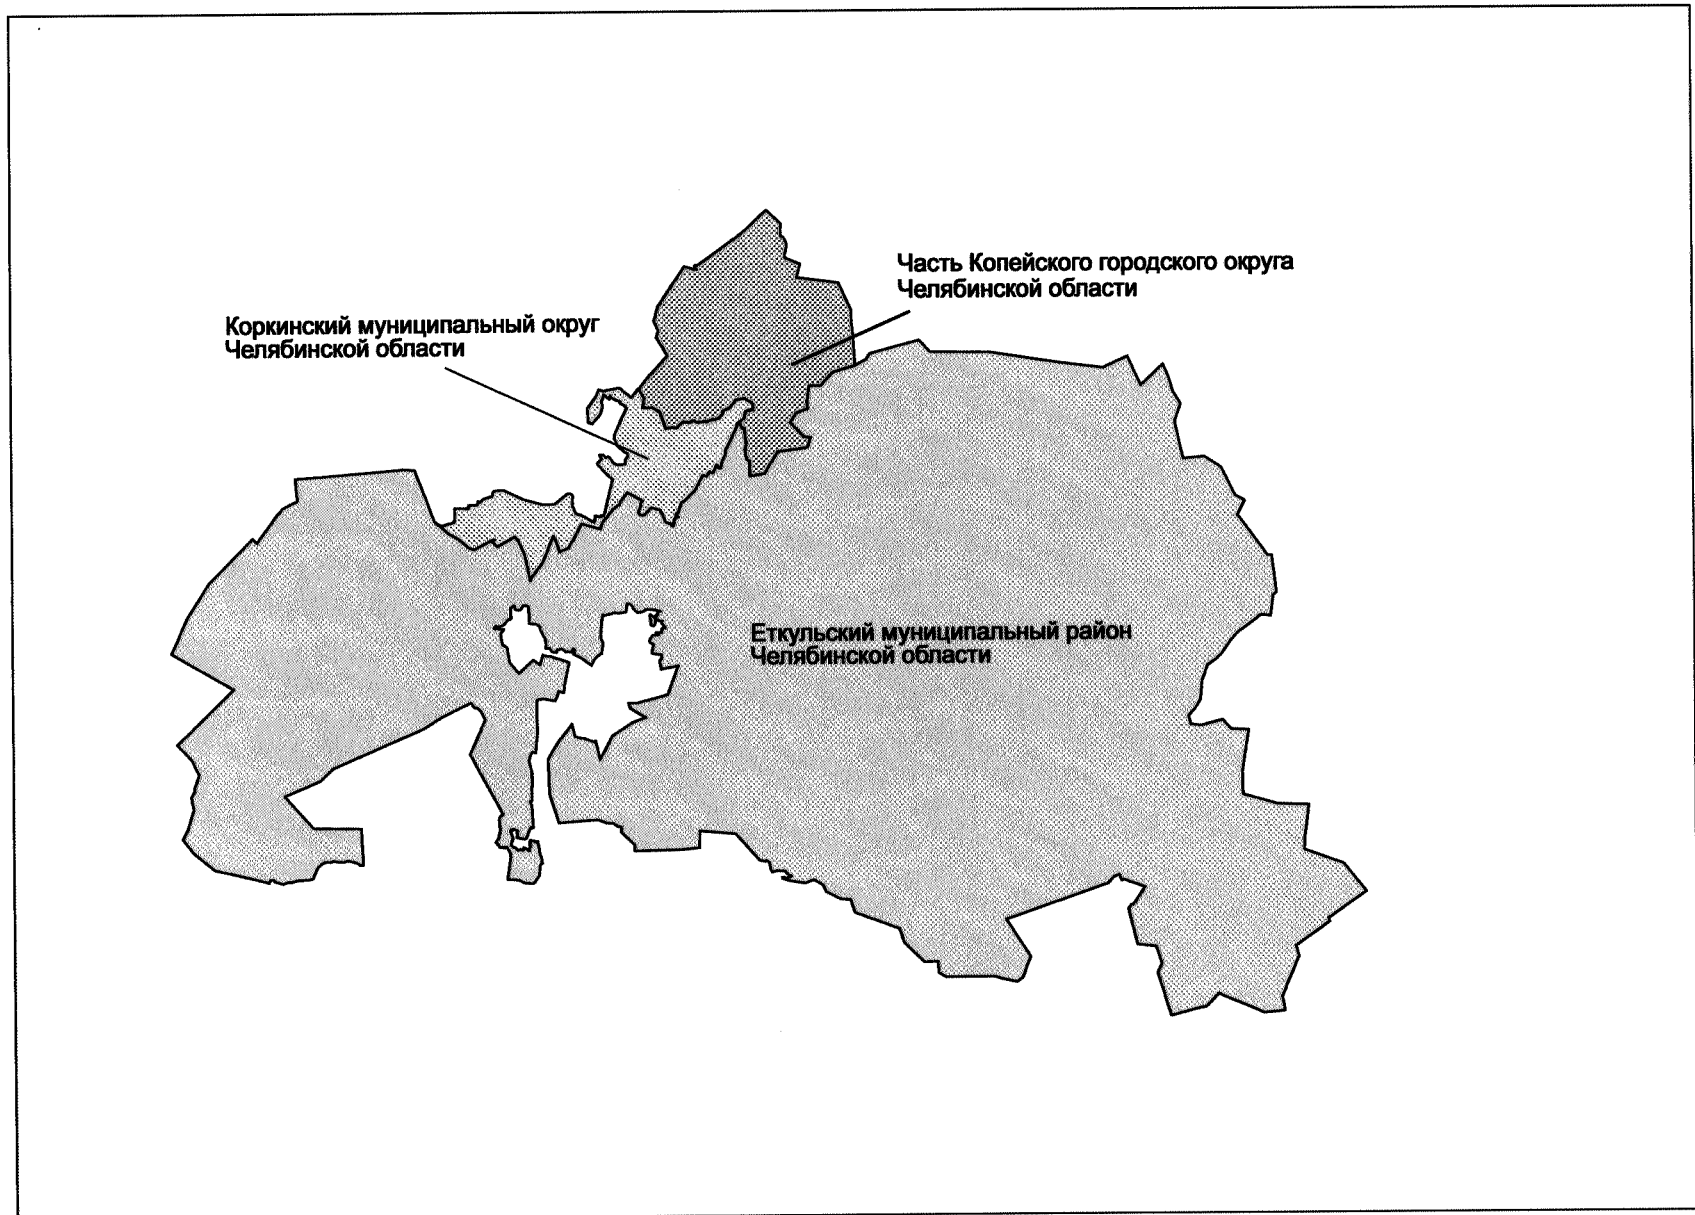 Часть Копейского городского округа
Челябинской области
Коркинский муниципальный округ
Челябинской области
Еткульский муниципальный район
Челябинской области